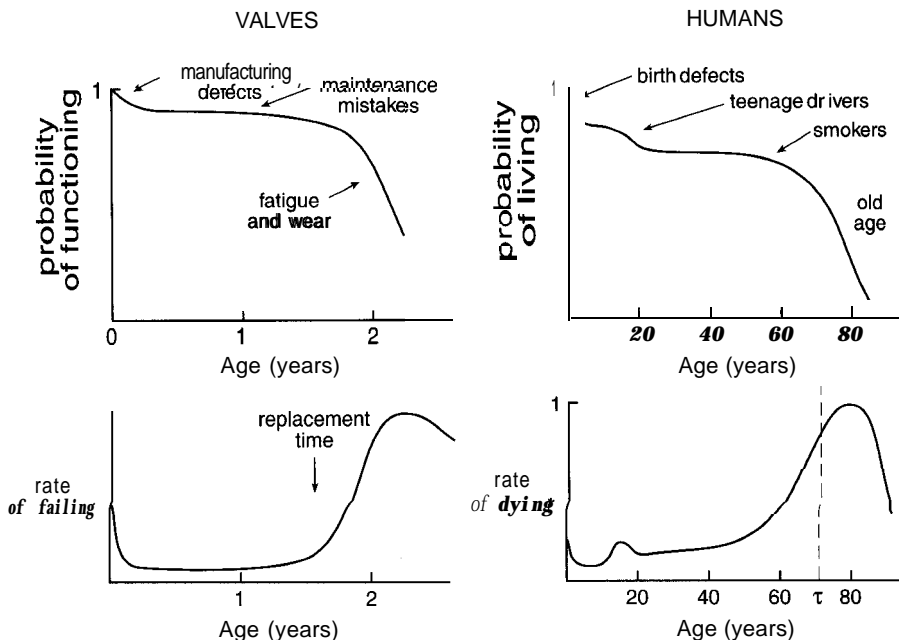 VALVES
HUMANS
1
manufacturing
defects
maintenance
mistakes
probability
of functioning
fatigue
and wear
0
1
2
Age (years)
1
birth defects
teenage drivers
smokers
probability
of living
old
age
20
40
60
80
Age (years)
replacement
time
rate
of failing
1
2
Age (years)
1
rate
of dying
20
40
60
τ
80
Age (years)